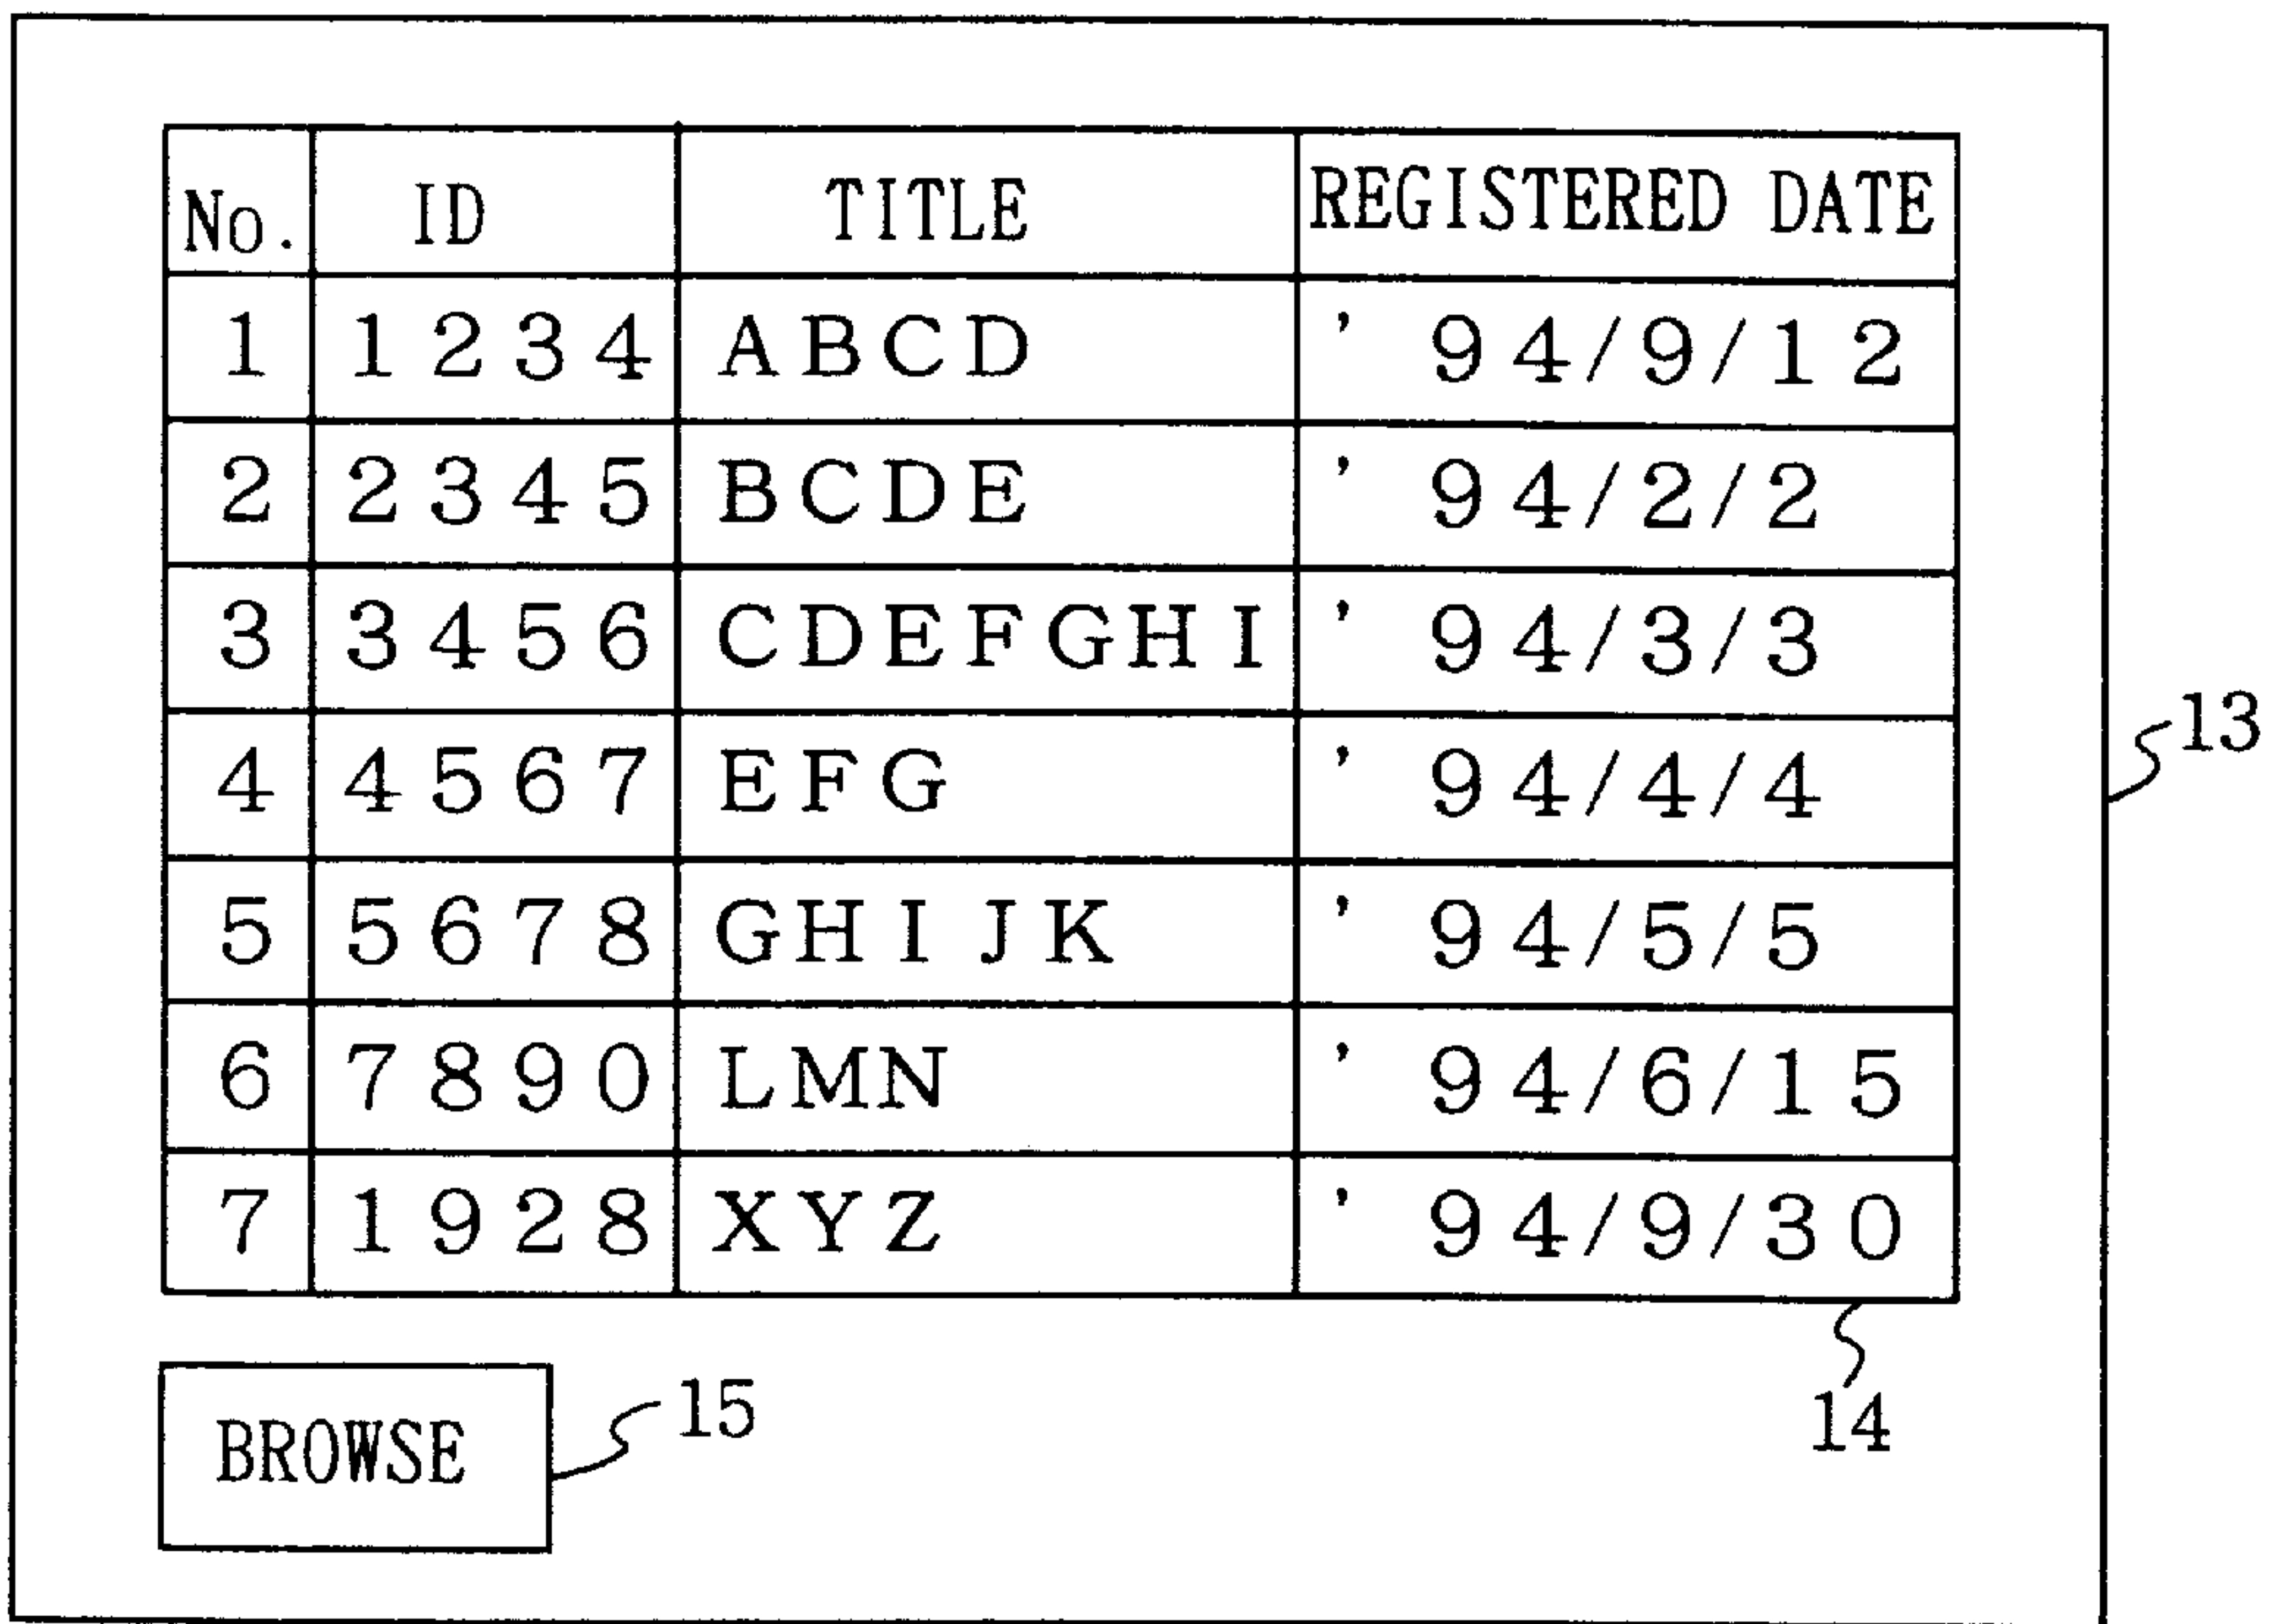 No. ID TITLE REGISTERED DATE
1 1234 ABCD '94/9/12
2 2345 BCDE '94/2/2
3 3456 CDEFGHI '94/3/3
4 4567 EFG '94/4/4
5 5678 GHIJK '94/5/5
6 7890 LMN '94/6/15
7 1928 XYZ '94/9/30
13
14
BROWSE 15